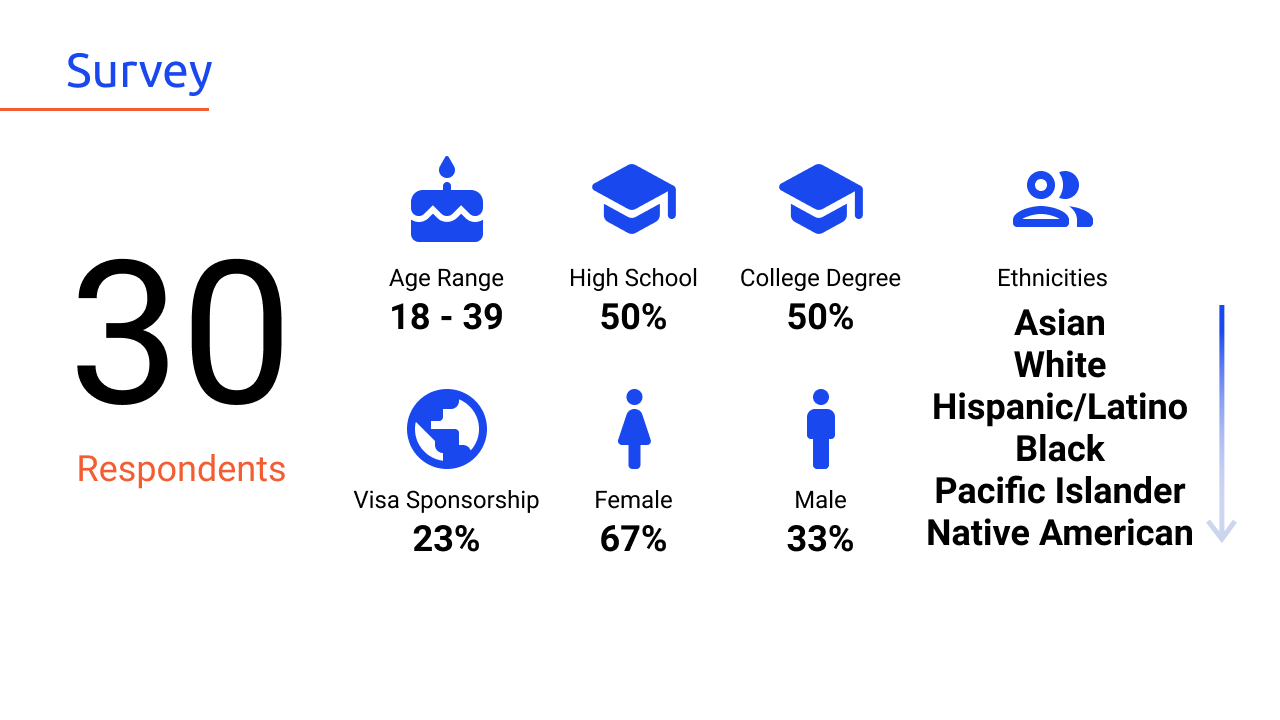 Survey
30
Respondents
Age Range
18 - 39
High School
50%
College Degree
50%
Visa Sponsorship
23%
Female
67%
Male
33%
Ethnicities
Asian
White
Hispanic/Latino
Black
Pacific Islander
Native American